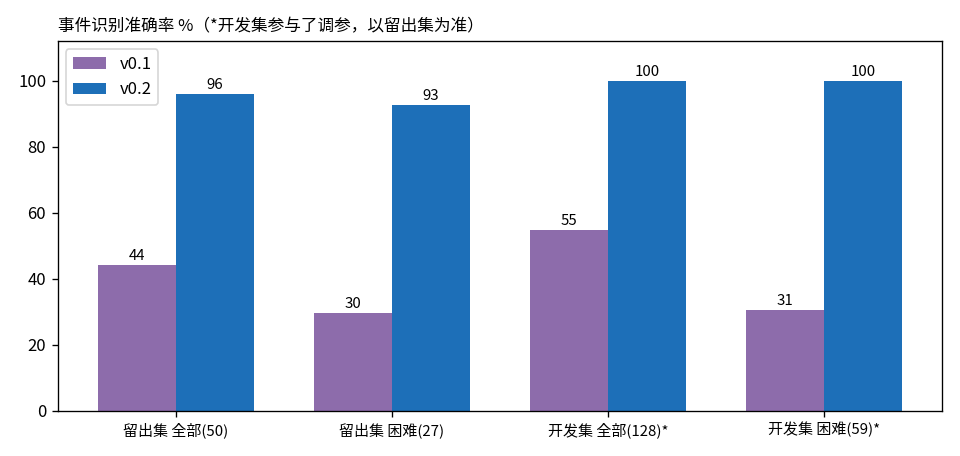 事件识别准确率 %（*开发集参与了调参，以留出集为准）
v0.1
v0.2
100
80
60
40
20
0
44
96
30
93
55
100
31
100
留出集 全部(50)
留出集 困难(27)
开发集 全部(128)*
开发集 困难(59)*